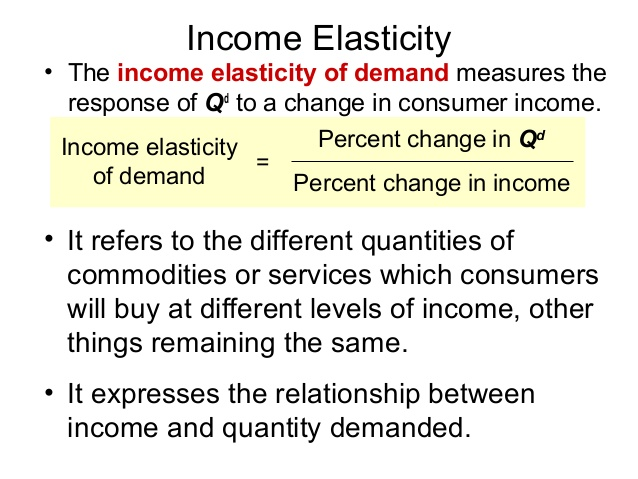 Income Elasticity
• The income elasticity of demand measures the
response of Qd to a change in consumer income.
Income elasticity
of demand
=
Percent change in Qd
Percent change in income
• It refers to the different quantities of
commodities or services which consumers
will buy at different levels of income, other
things remaining the same.
• It expresses the relationship between
income and quantity demanded.